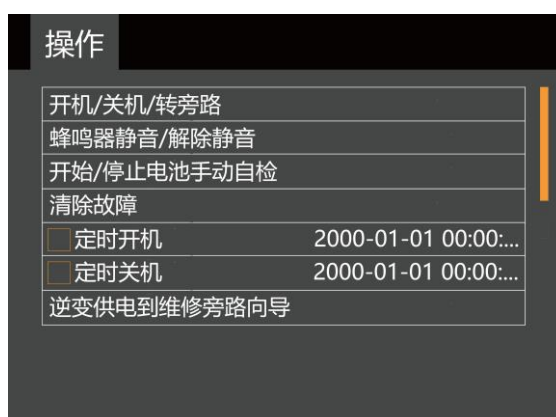 操作
开机/关机/转旁路
蜂鸣器静音/解除静音
开始/停止电池手动自检
清除故障
定时开机 2000-01-01 00:00:...
定时关机 2000-01-01 00:00:...
逆变供电到维修旁路向导